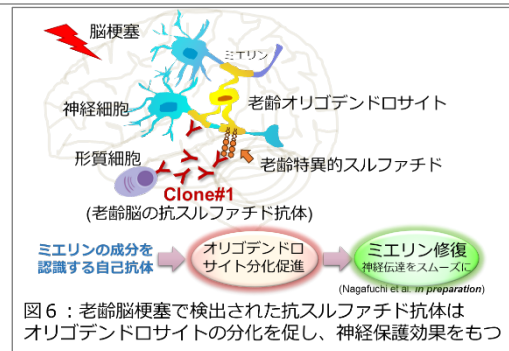 脳梗塞
ミエリン
神経細胞
老齢オリゴデンドロサイト
形質細胞
老齢特異的スルファチド
Clone#1
(老齢脳の抗スルファチド抗体)
ミエリンの成分を
認識する自己抗体
オリゴデンドロ
サイト分化促進
ミエリン修復
神経伝達をスムーズに
(Nagafuchi et al. in preparation)
図６：老齢脳梗塞で検出された抗スルファチド抗体は
オリゴデンドロサイトの分化を促し、神経保護効果をもつ